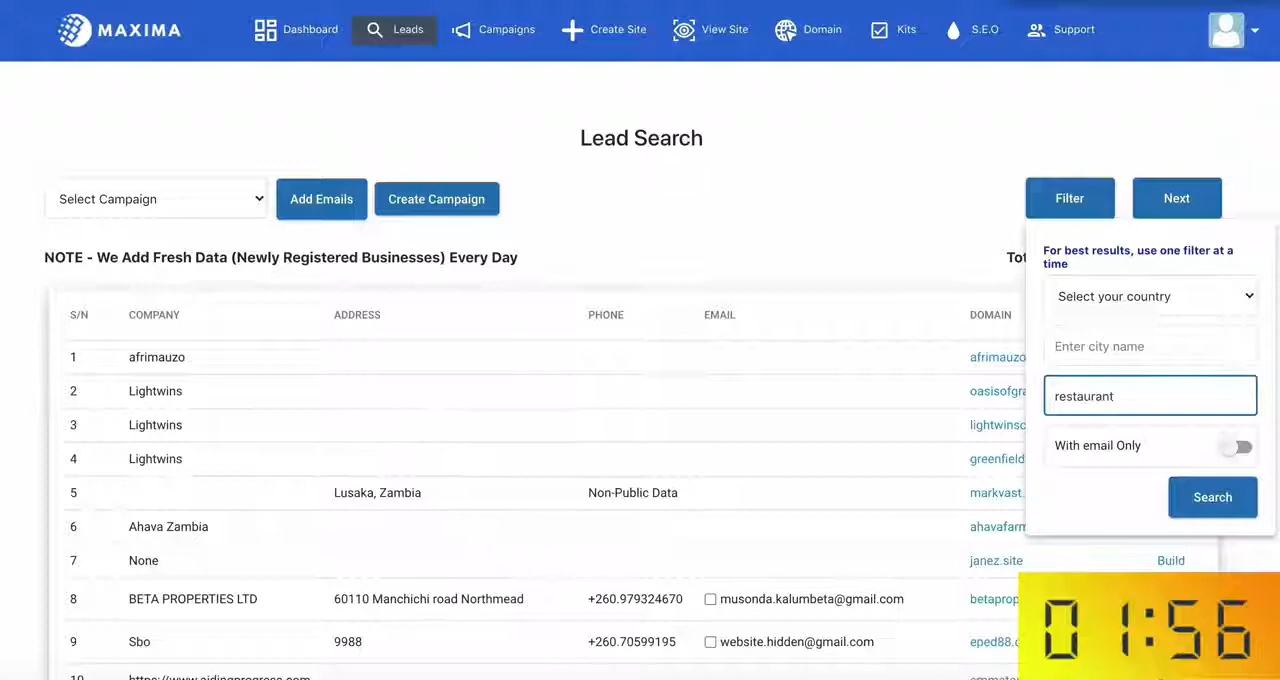 MAXIMA
Dashboard
Leads
Campaigns
Create Site
View Site
Domain
Kits
S.E.O
Support
Lead Search
Select Campaign
Add Emails
Create Campaign
Filter
Next
NOTE - We Add Fresh Data (Newly Registered Businesses) Every Day
For best results, use one filter at a
time
Select your country
Enter city name
restaurant
With email Only
Search
S/N COMPANY ADDRESS PHONE EMAIL DOMAIN
1 afrimauzo afrimauzo
2 Lightwins oasisofgra
3 Lightwins lightwinsc
4 Lightwins greenfield
5 Lusaka, Zambia Non-Public Data markvast.
6 Ahava Zambia ahavafarm
7 None janez.site Build
8 BETA PROPERTIES LTD 60110 Manchichi road Northmead +260.979324670 musonda.kalumbeta@gmail.com betaprop
9 Sbo 9988 +260.70599195 website.hidden@gmail.com eped88.
01:56